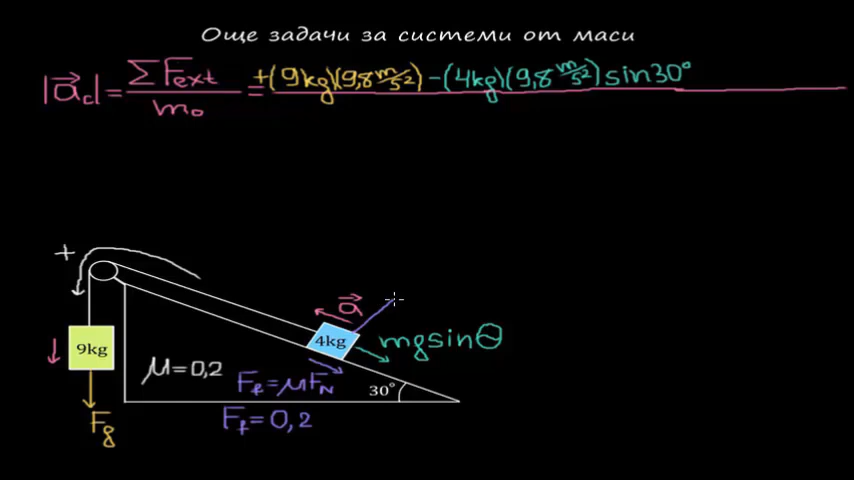 Още задачи за системи от маси
|a⃗c| = ΣFext / m₀ = +(9kg)(9,8 m/s²) -(4kg)(9,8 m/s²) sin30°
+
a⃗
4kg
mgsinΘ
9kg
μ=0,2
Ff=μFN
30°
Fg
Ff=0,2